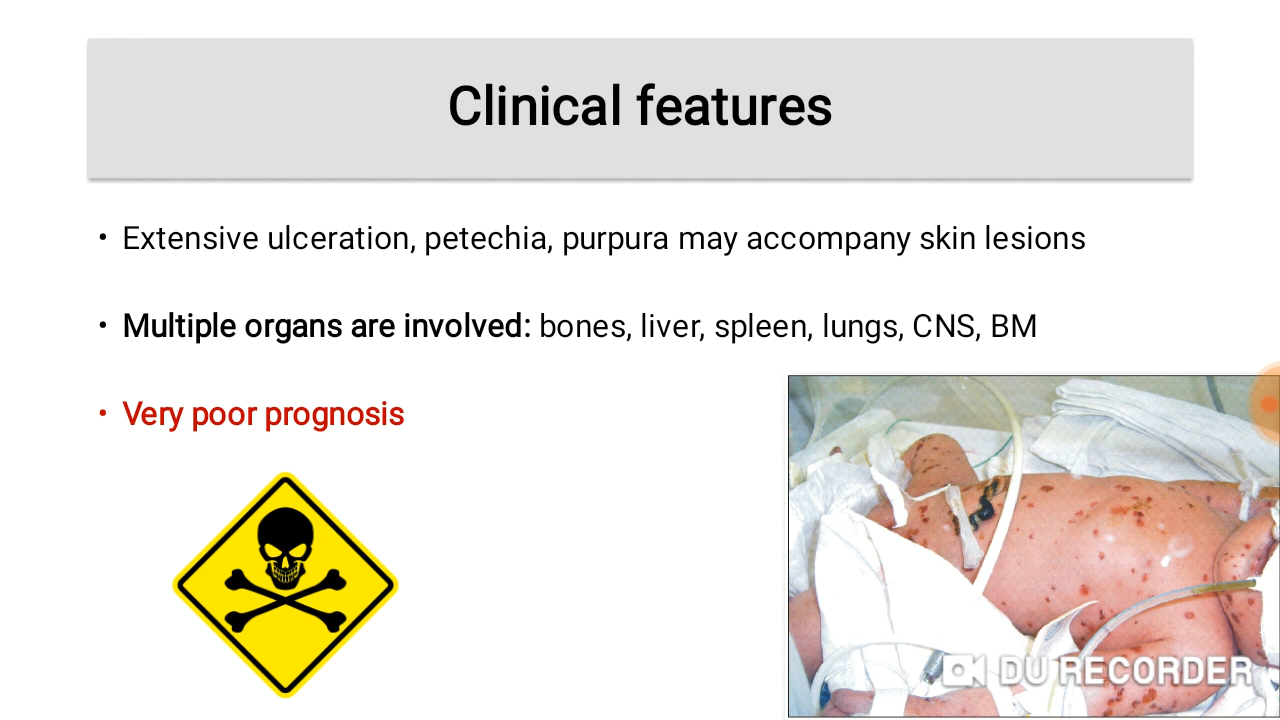 Clinical features
• Extensive ulceration, petechia, purpura may accompany skin lesions
• Multiple organs are involved: bones, liver, spleen, lungs, CNS, BM
• Very poor prognosis
DU RECORDER